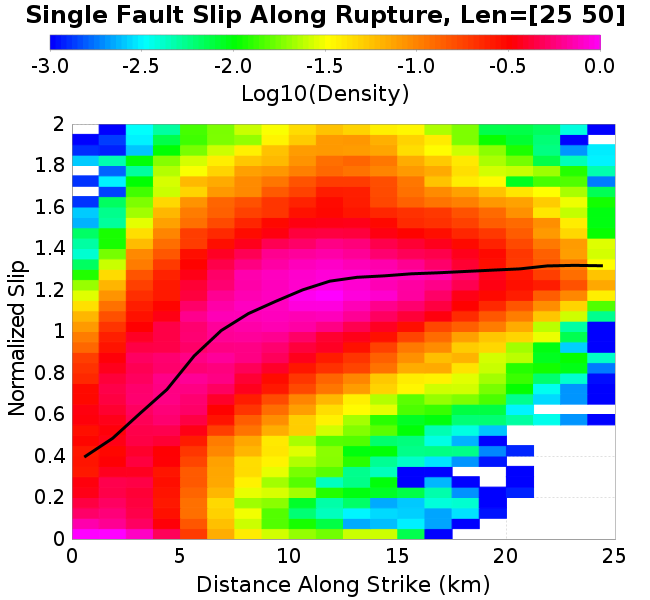 Single Fault Slip Along Rupture, Len=[25 50]
-3.0 -2.5 -2.0 -1.5 -1.0 -0.5 0.0
Log10(Density)
2
1.8
1.6
1.4
1.2
1
0.8
0.6
0.4
0.2
0
Normalized Slip
0 5 10 15 20 25
Distance Along Strike (km)